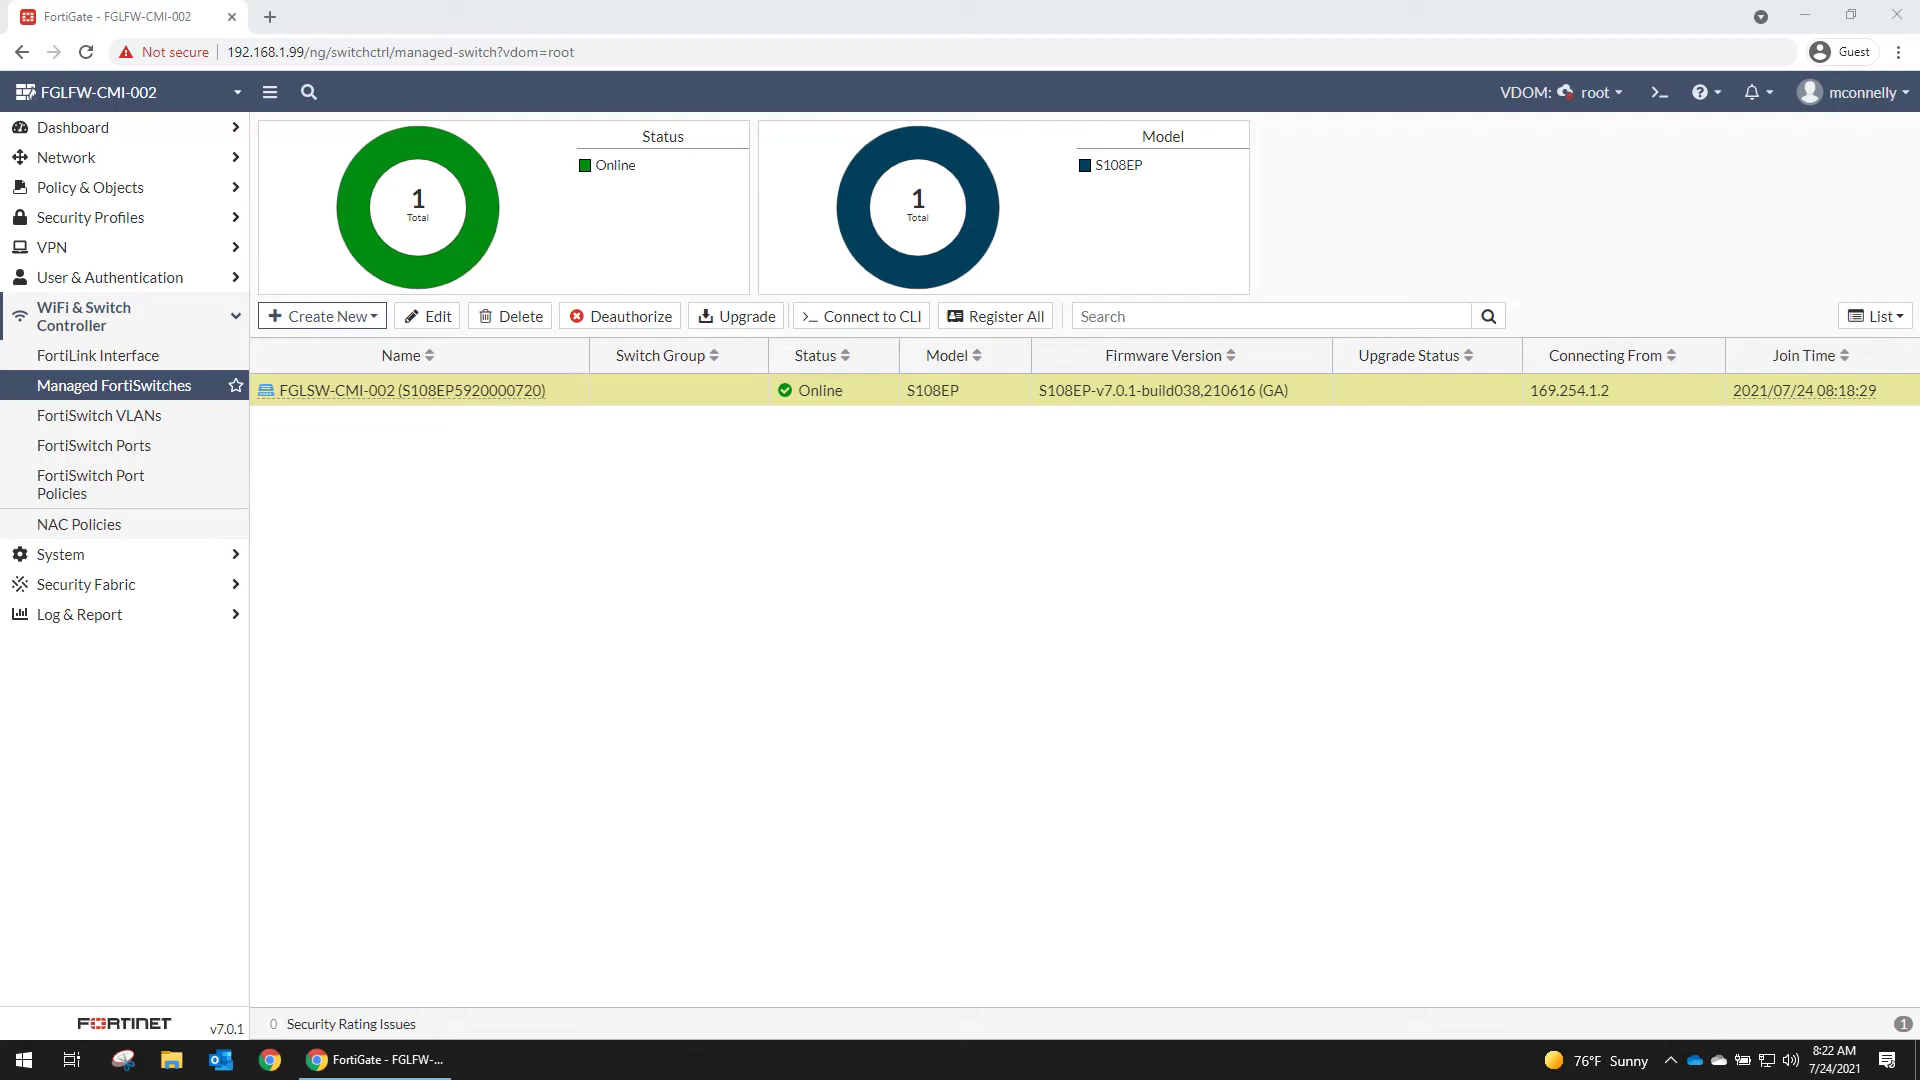 FortiGate - FGLFW-CMI-002
Not secure 192.168.1.99/ng/switchctrl/managed-switch?vdom=root
Guest
FGLFW-CMI-002
VDOM: root
mconnelly
Dashboard
Network
Policy & Objects
Security Profiles
VPN
User & Authentication
WiFi & Switch
Controller
FortiLink Interface
Managed FortiSwitches
FortiSwitch VLANs
FortiSwitch Ports
FortiSwitch Port
Policies
NAC Policies
System
Security Fabric
Log & Report
FORTINET v7.0.1
1
Total
Status
Online
1
Total
Model
S108EP
Create New Edit Delete Deauthorize Upgrade >_ Connect to CLI Register All Search List
Name Switch Group Status Model Firmware Version Upgrade Status Connecting From Join Time
FGLSW-CMI-002 (S108EP5920000720) Online S108EP S108EP-v7.0.1-build038,210616 (GA) 169.254.1.2 2021/07/24 08:18:29
0 Security Rating Issues 1
FortiGate - FGLFW-...
76°F Sunny
8:22 AM
7/24/2021